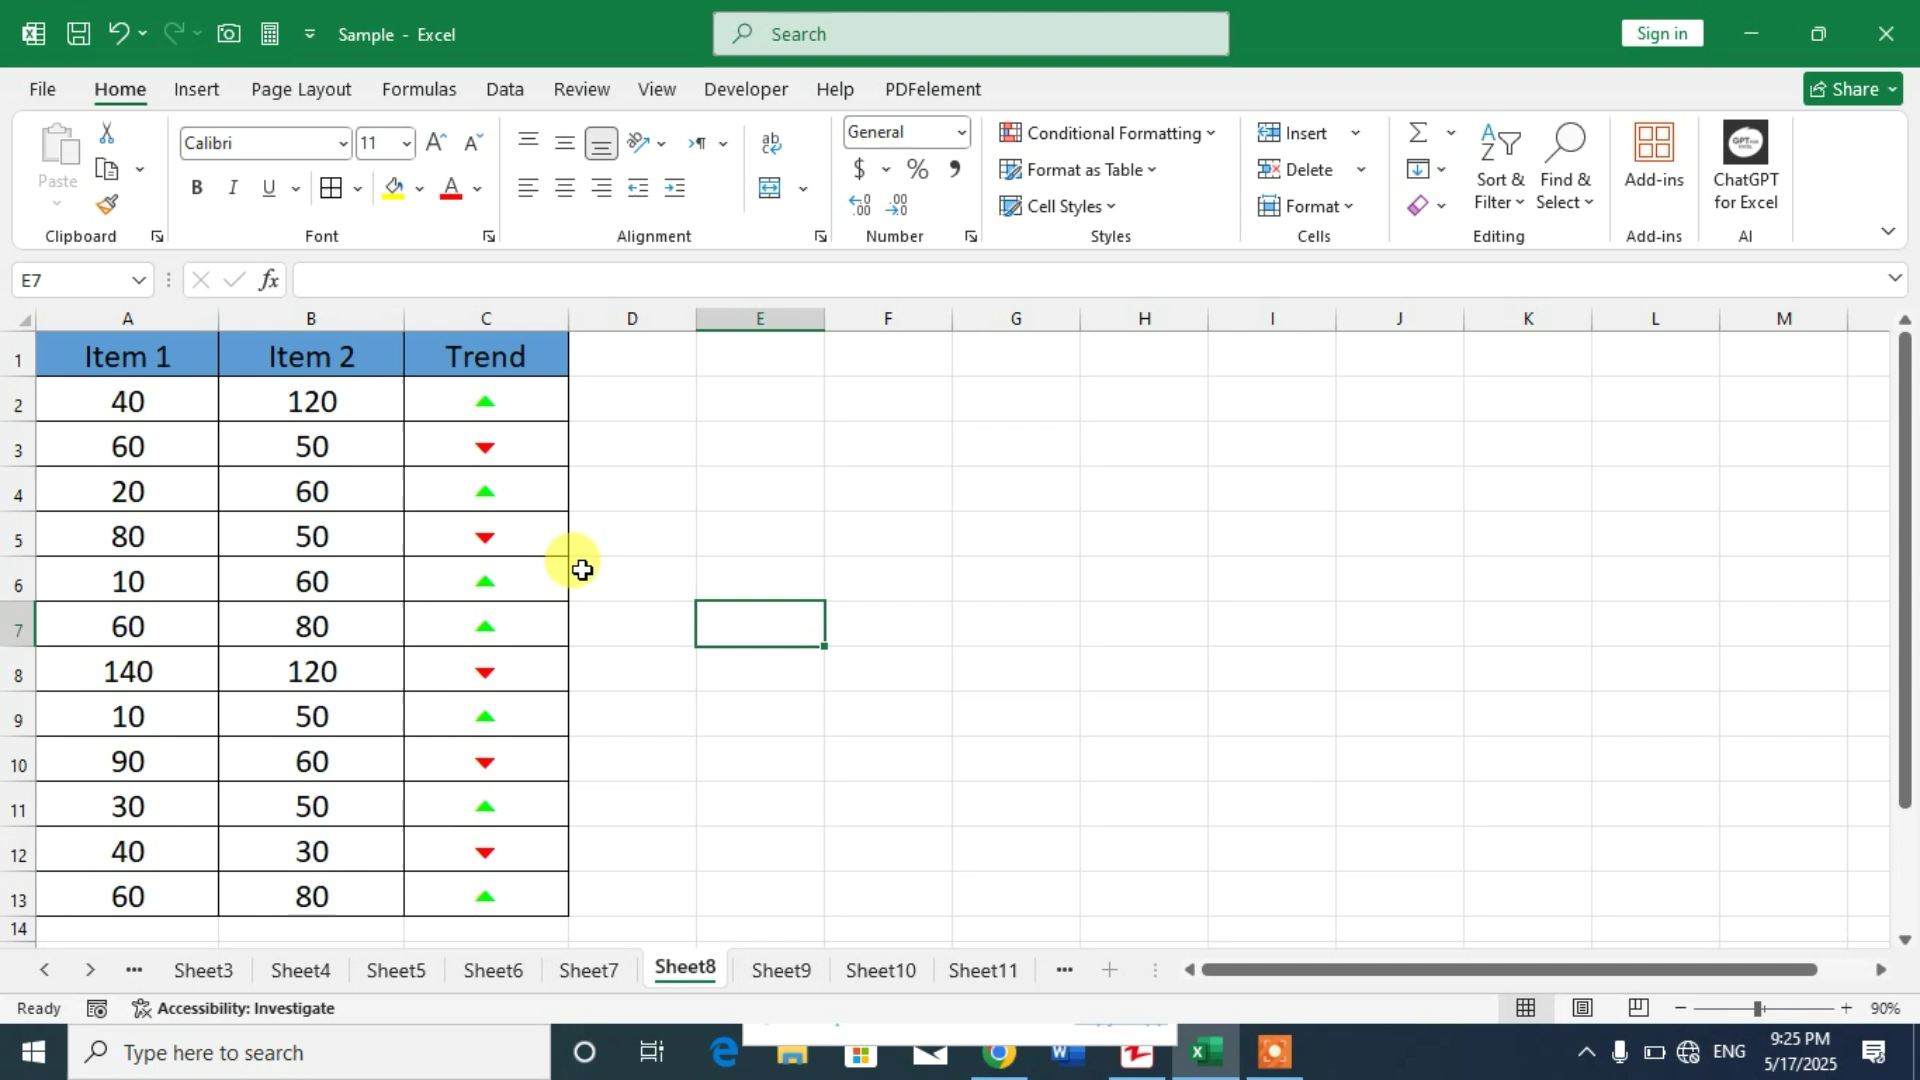 Sample - Excel
Search
Sign in
File Home Insert Page Layout Formulas Data Review View Developer Help PDFelement
Share
Paste
Clipboard
Calibri 11
B I U
Font
Alignment
General
$ % 9
Number
Conditional Formatting
Format as Table
Cell Styles
Styles
Insert
Delete
Format
Cells
Sort & Filter
Find & Select
Editing
Add-ins
Add-ins
ChatGPT for Excel
AI
E7
fx
A B C D E F G H I J K L M
1 Item 1 Item 2 Trend
2 40 120
3 60 50
4 20 60
5 80 50
6 10 60
7 60 80
8 140 120
9 10 50
10 90 60
11 30 50
12 40 30
13 60 80
14
Sheet3 Sheet4 Sheet5 Sheet6 Sheet7 Sheet8 Sheet9 Sheet10 Sheet11
Ready Accessibility: Investigate 90%
Type here to search
ENG
9:25 PM
5/17/2025